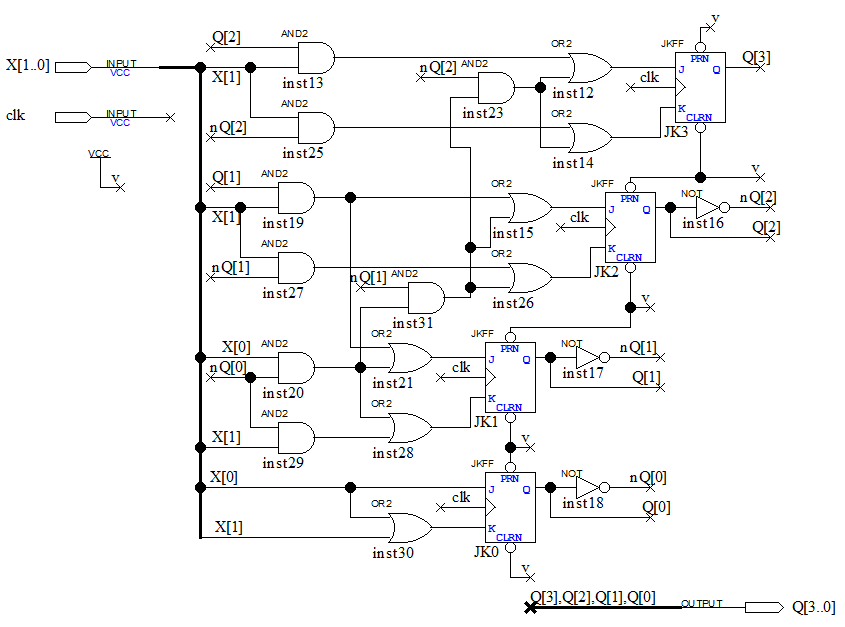 v
Q[2] AND2 OR2 JKFF Q[3]
X[1..0] INPUT VCC X[1] inst13 nQ[2] AND2 inst12 clk PRN J Q K CLRN
clk INPUT VCC AND2 inst23 OR2
nQ[2] inst25 inst14 JK3
VCC v
v
Q[1] AND2 OR2 JKFF PRN NOT nQ[2]
X[1] inst19 inst15 clk J Q inst16 Q[2]
AND2 OR2 K CLRN
nQ[1] inst27 nQ[1] AND2 inst26 JK2
inst31 v
X[0] AND2 OR2 JKFF PRN NOT nQ[1]
nQ[0] inst20 inst21 clk J Q inst17 Q[1]
AND2 OR2 K CLRN
X[1] inst29 inst28 JK1 v
X[0] JKFF PRN NOT nQ[0]
OR2 clk J Q inst18 Q[0]
X[1] inst30 K CLRN JK0
v
Q[3],Q[2],Q[1],Q[0] OUTPUT Q[3..0]